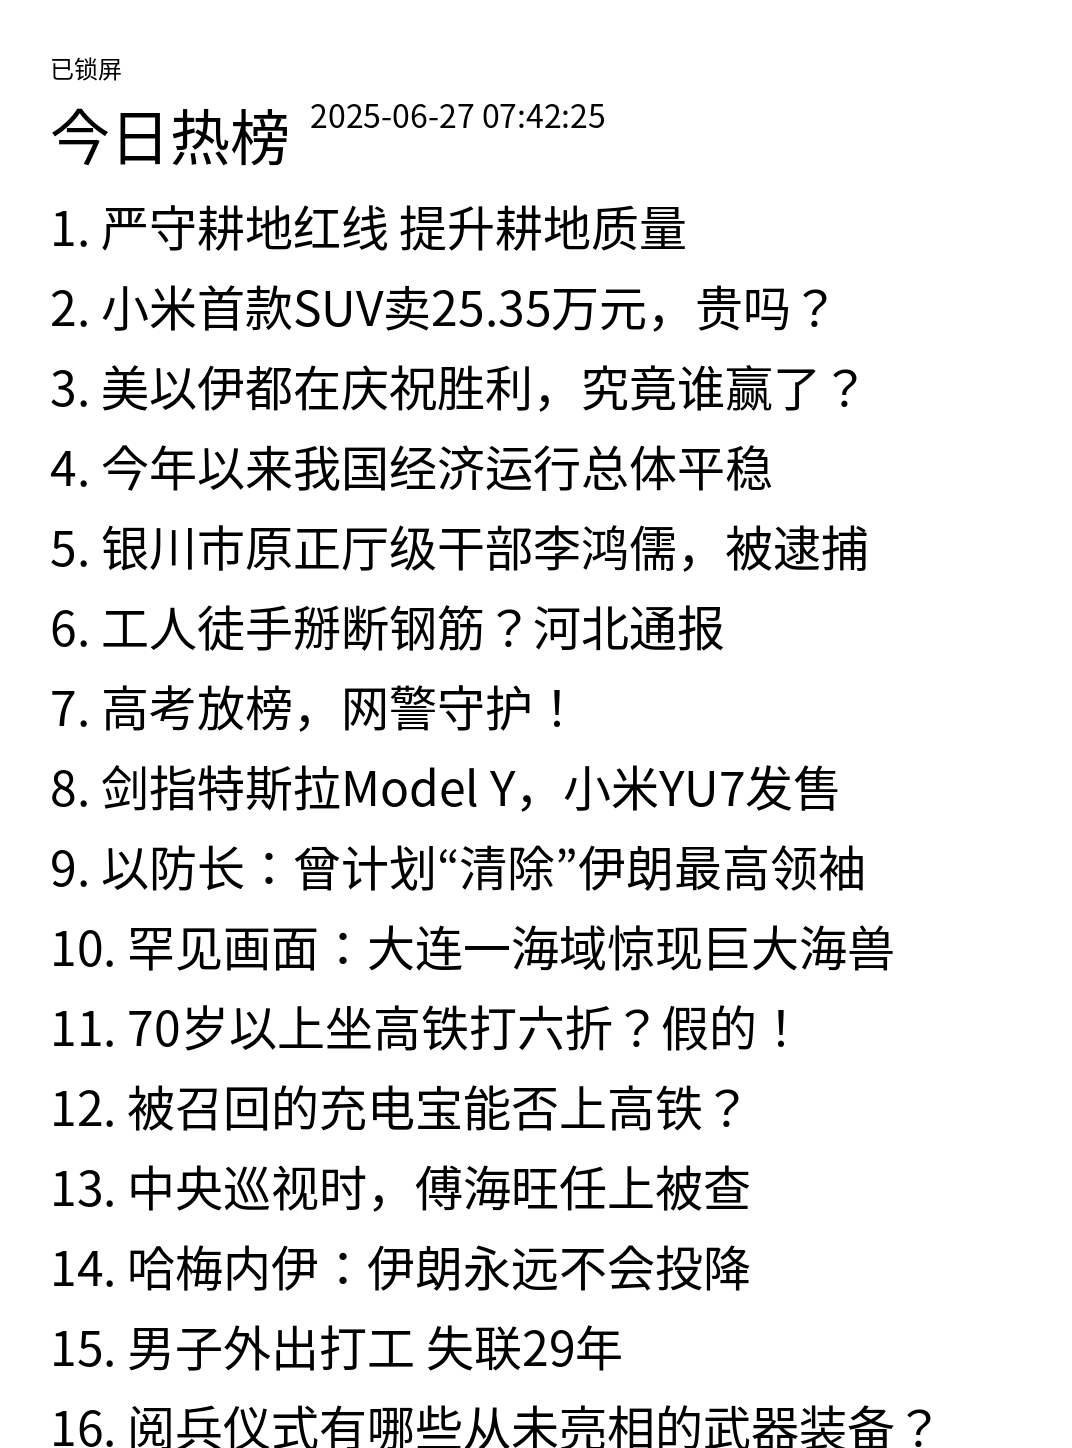 已锁屏
今日热榜 2025-06-27 07:42:25
1. 严守耕地红线 提升耕地质量
2. 小米首款SUV卖25.35万元，贵吗？
3. 美以伊都在庆祝胜利，究竟谁赢了？
4. 今年以来我国经济运行总体平稳
5. 银川市原正厅级干部李鸿儒，被逮捕
6. 工人徒手掰断钢筋？河北通报
7. 高考放榜，网警守护！
8. 剑指特斯拉Model Y，小米YU7发售
9. 以防长：曾计划“清除”伊朗最高领袖
10. 罕见画面：大连一海域惊现巨大海兽
11. 70岁以上坐高铁打六折？假的！
12. 被召回的充电宝能否上高铁？
13. 中央巡视时，傅海旺任上被查
14. 哈梅内伊：伊朗永远不会投降
15. 男子外出打工 失联29年
16. 阅兵仪式有哪些从未亮相的武器装备？